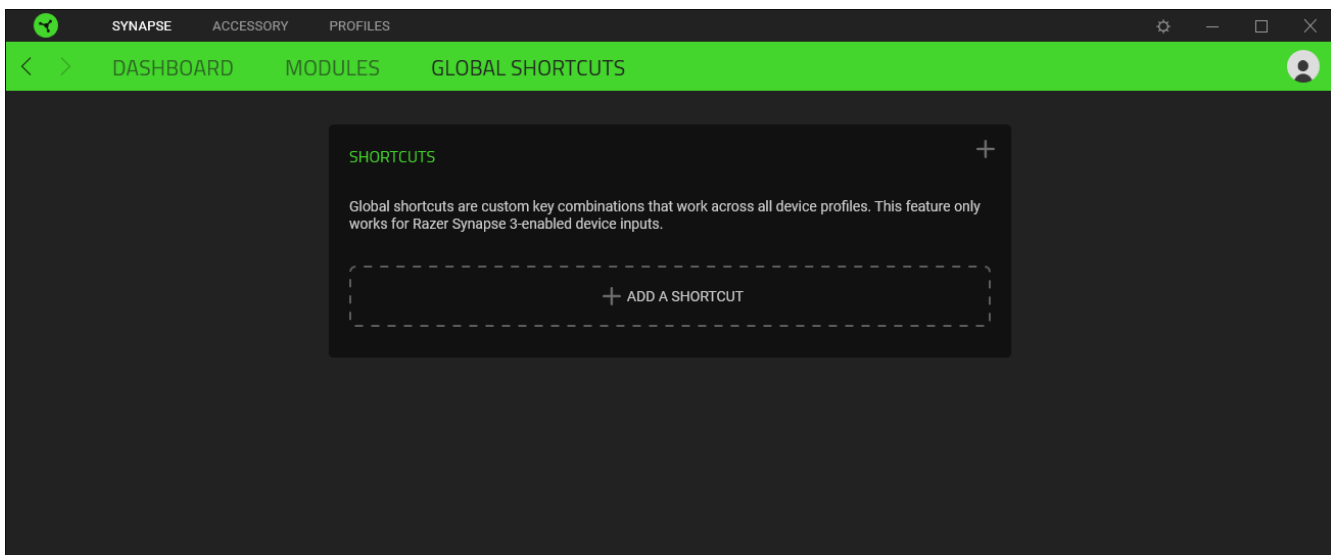 SYNAPSE ACCESSORY PROFILES
DASHBOARD MODULES GLOBAL SHORTCUTS
SHORTCUTS
Global shortcuts are custom key combinations that work across all device profiles. This feature only
works for Razer Synapse 3-enabled device inputs.
ADD A SHORTCUT